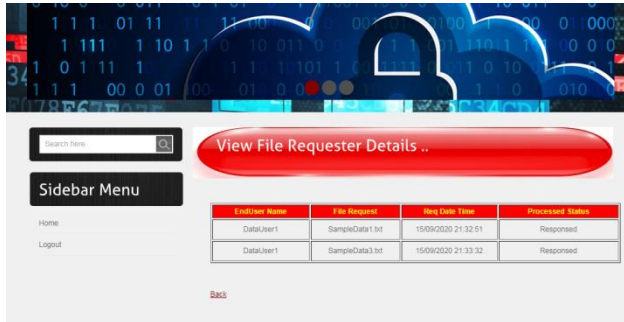 Search here
View File Requester Details ..
Sidebar Menu
Home
Logout
EndUser Name File Request Req Date Time Processed Status
DataUser1 SampleData1.txt 15/09/2020 21:32:51 Responsed
DataUser1 SampleData3.txt 15/09/2020 21:33:32 Responsed
Back